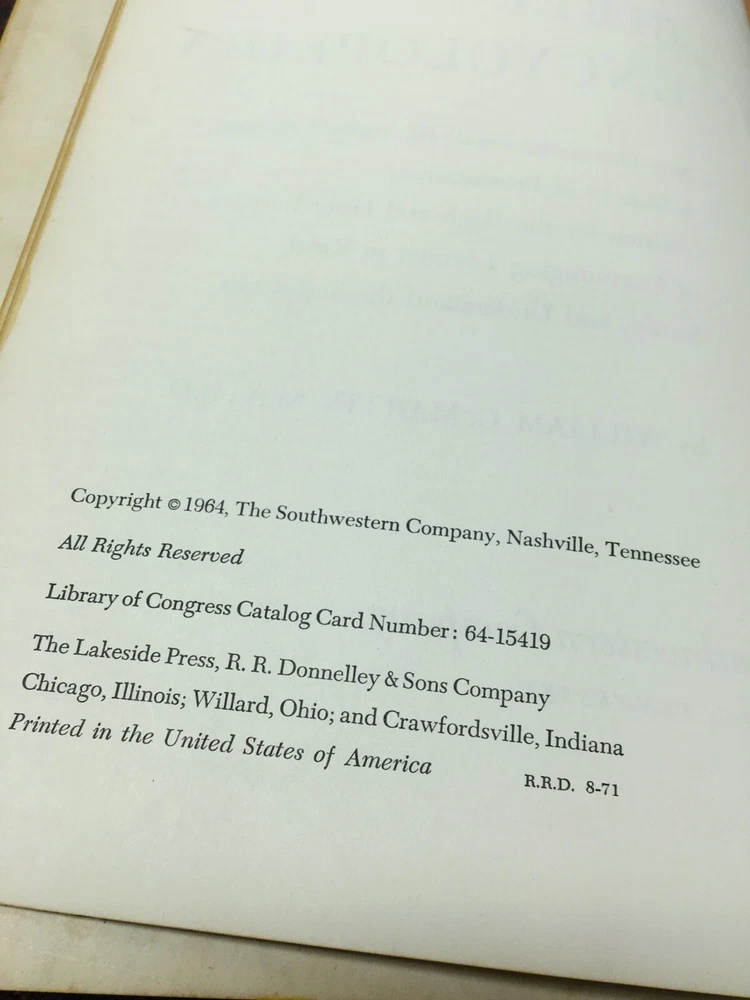 Copyright © 1964, The Southwestern Company, Nashville, Tennessee
All Rights Reserved
Library of Congress Catalog Card Number: 64-15419
The Lakeside Press, R. R. Donnelley & Sons Company
Chicago, Illinois; Willard, Ohio; and Crawfordsville, Indiana
Printed in the United States of America
R.R.D. 8-71